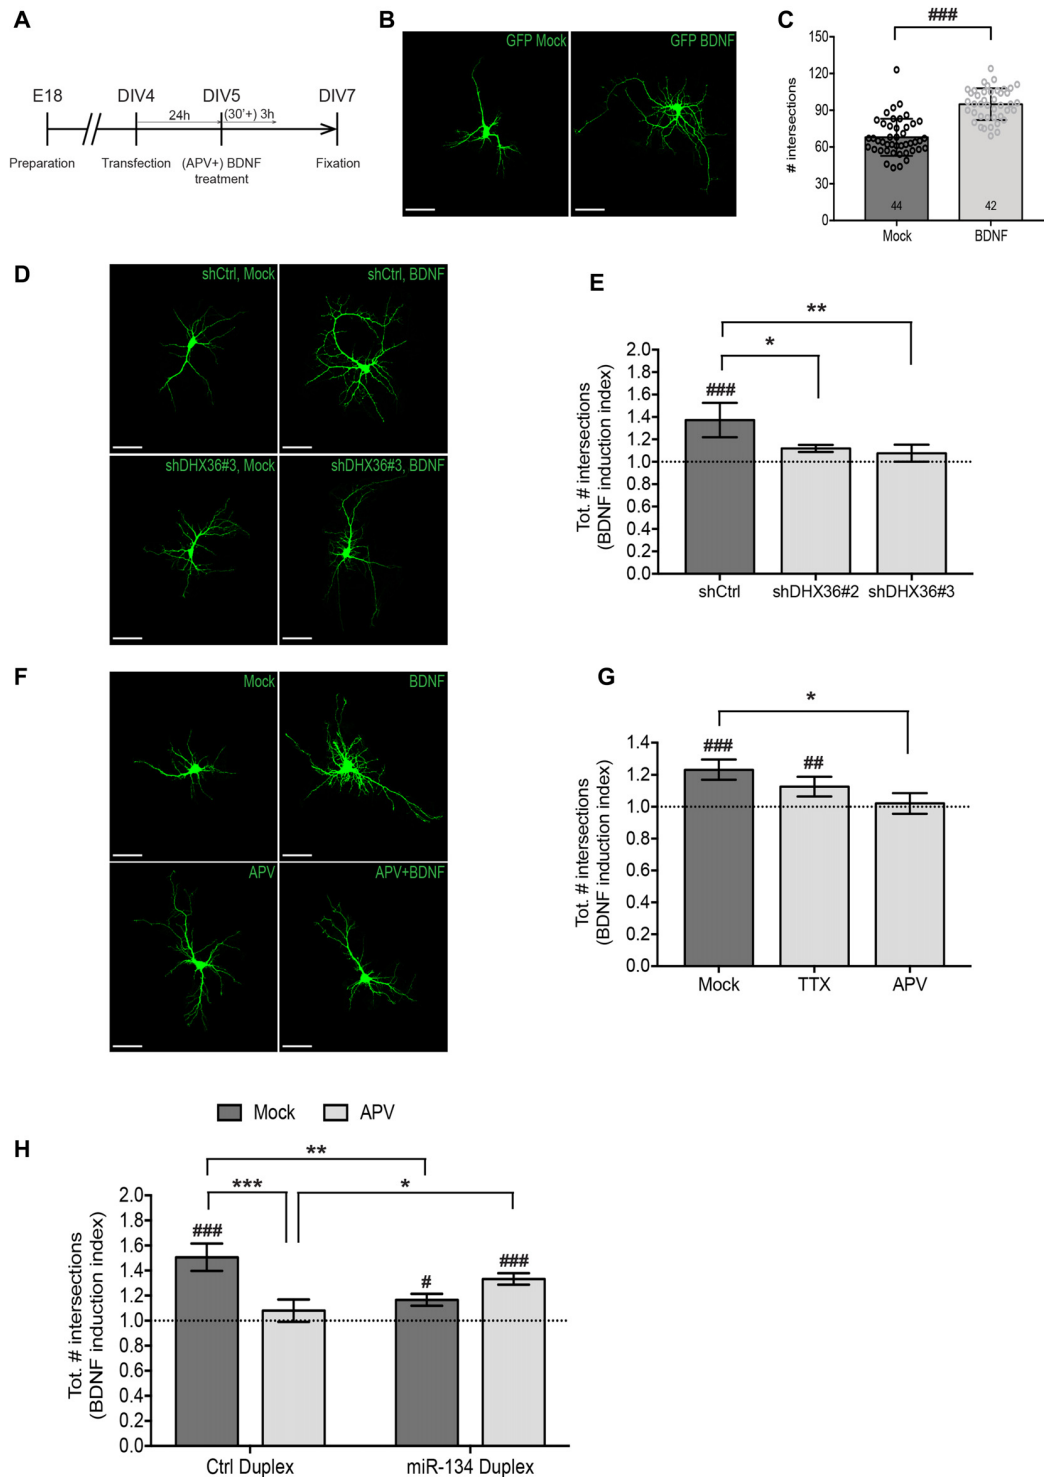 A
E18
DIV4
DIV5
DIV7
24h
(30'+) 3h
Preparation
Transfection
(APV+) BDNF
treatment
Fixation
B
GFP Mock
GFP BDNF
C
###
# intersections
150
120
90
60
30
0
44
42
Mock
BDNF
D
shCtrl, Mock
shCtrl, BDNF
shDHX36#3, Mock
shDHX36#3, BDNF
E
**
*
###
Tot. # intersections
(BDNF induction index)
2.0
1.8
1.6
1.4
1.2
1.0
0.8
0.6
0.4
0.2
0.0
shCtrl
shDHX36#2
shDHX36#3
F
Mock
BDNF
APV
APV+BDNF
G
*
###
##
Tot. # intersections
(BDNF induction index)
1.4
1.2
1.0
0.8
0.6
0.4
0.2
0.0
Mock
TTX
APV
Mock
APV
H
**
***
*
###
#
###
Tot. # intersections
(BDNF induction index)
2.0
1.8
1.6
1.4
1.2
1.0
0.8
0.6
0.4
0.2
0.0
Ctrl Duplex
miR-134 Duplex